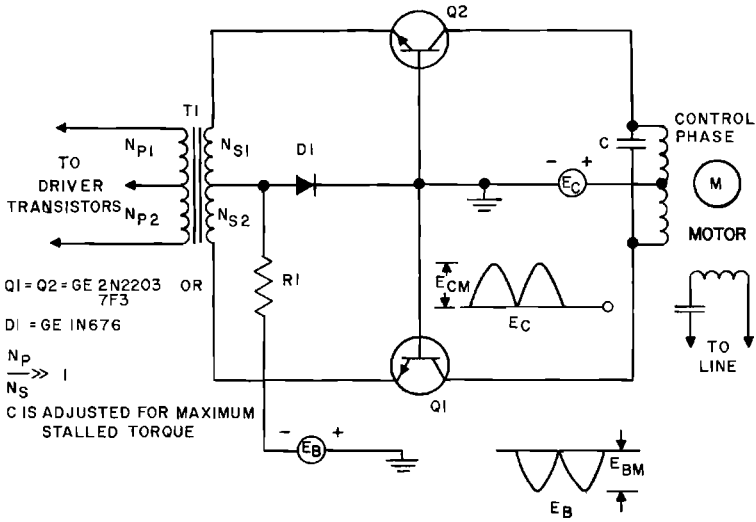 Q2
T1
NP1
NS1
D1
TO
DRIVER
TRANSISTORS
NP2
NS2
C
CONTROL
PHASE
- +
EC
M
MOTOR
Q1=Q2=GE 2N2203 OR
7F3
D1 = GE 1N676
NP
NS
≫ 1
R1
ECM
EC
TO
LINE
C IS ADJUSTED FOR MAXIMUM
STALLED TORQUE
Q1
- +
EB
EBM
EB